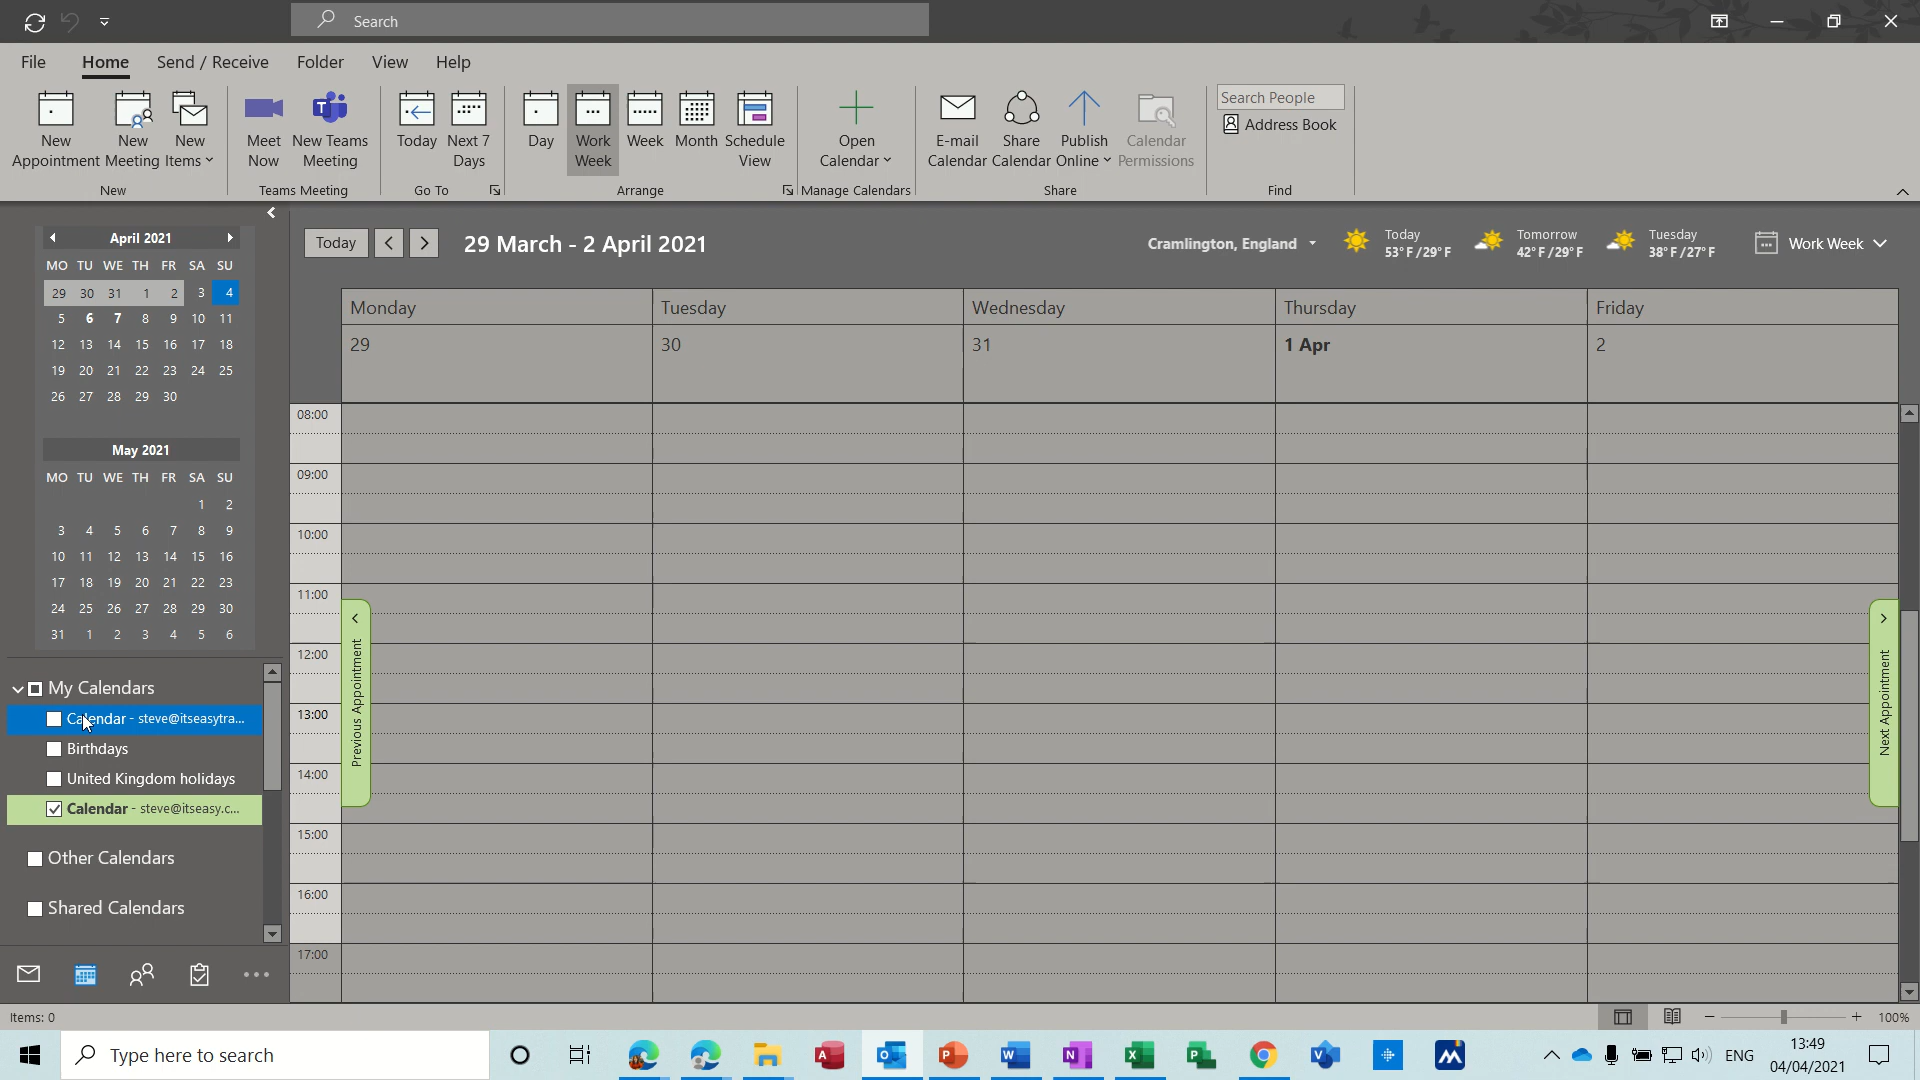 Search
File Home Send / Receive Folder View Help
New Appointment
New Meeting
New Items
New
Meet Now
New Teams Meeting
Teams Meeting
Today
Next 7 Days
Go To
Day
Work Week
Week
Month
Schedule View
Arrange
Open Calendar
Manage Calendars
E-mail Calendar
Share Calendar
Publish Online
Calendar Permissions
Share
Search People
Address Book
Find
April 2021
MO TU WE TH FR SA SU
29 30 31 1 2 3 4
5 6 7 8 9 10 11
12 13 14 15 16 17 18
19 20 21 22 23 24 25
26 27 28 29 30
May 2021
MO TU WE TH FR SA SU
1 2
3 4 5 6 7 8 9
10 11 12 13 14 15 16
17 18 19 20 21 22 23
24 25 26 27 28 29 30
31 1 2 3 4 5 6
My Calendars
Calendar - steve@itseasytra...
Birthdays
United Kingdom holidays
Calendar - steve@itseasy.c...
Other Calendars
Shared Calendars
Today
29 March - 2 April 2021
Cramlington, England
Today
53°F/29°F
Tomorrow
42°F/29°F
Tuesday
38°F/27°F
Work Week
Monday Tuesday Wednesday Thursday Friday
29 30 31 1 Apr 2
08:00
09:00
10:00
11:00
12:00
13:00
14:00
15:00
16:00
17:00
Previous Appointment
Next Appointment
Items: 0
100%
Type here to search
ENG
13:49
04/04/2021